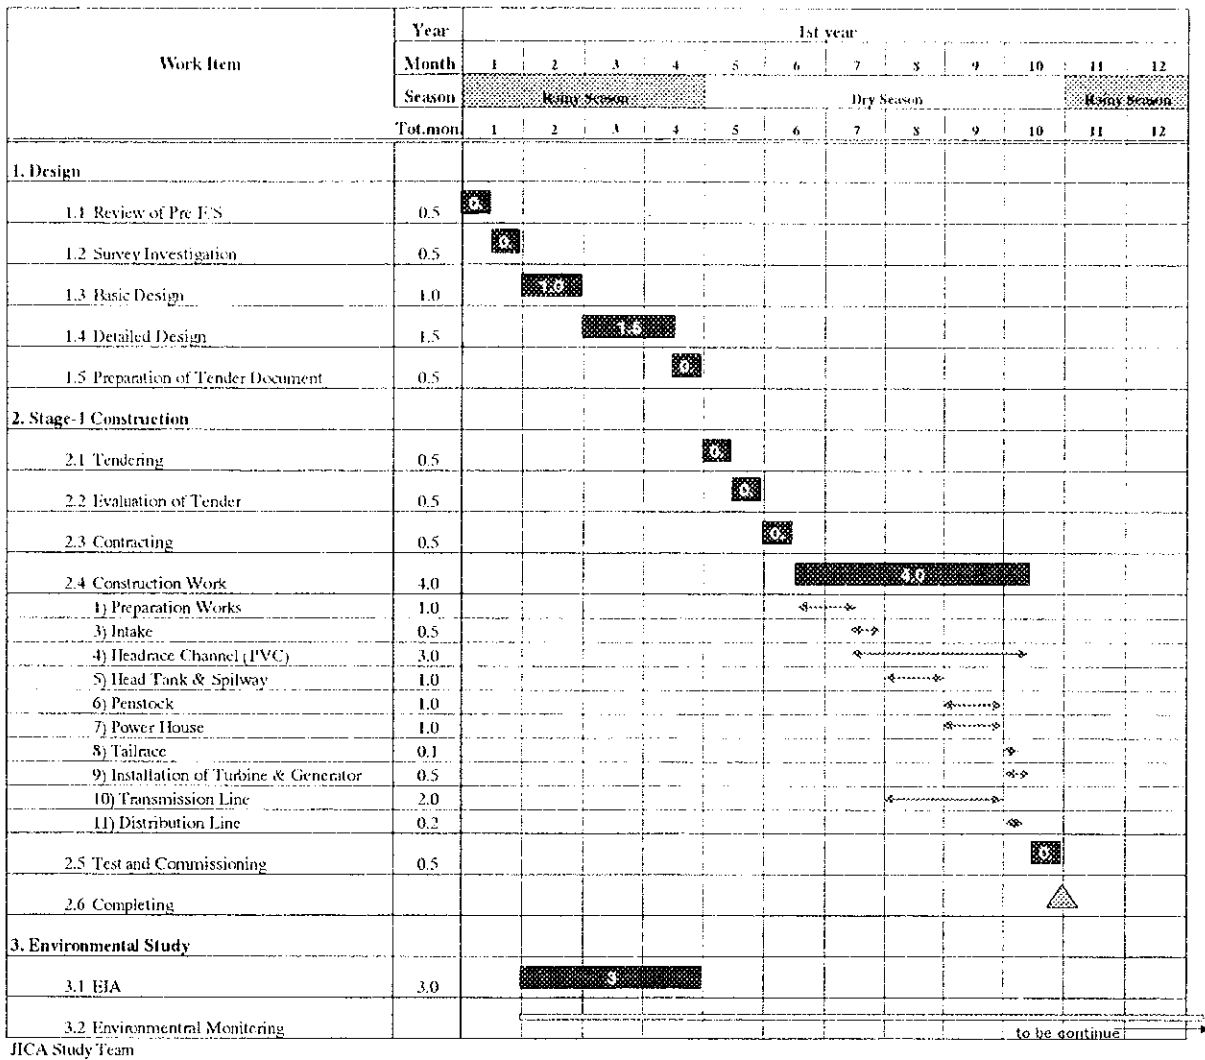 Work Item Year 1st year
Month 1 2 3 4 5 6 7 8 9 10 11 12
Season Rainy Season Dry Season Rainy Season
Tot.mon. 1 2 3 4 5 6 7 8 9 10 11 12
1. Design
1.1 Review of Pre F/S 0.5 0.
1.2 Survey Investigation 0.5 0.
1.3 Basic Design 1.0 1.0
1.4 Detailed Design 1.5 1.5
1.5 Preparation of Tender Document 0.5 0.
2. Stage-1 Construction
2.1 Tendering 0.5 0.
2.2 Evaluation of Tender 0.5 0.
2.3 Contracting 0.5 0.
2.4 Construction Work 4.0 4.0
1) Preparation Works 1.0
3) Intake 0.5
4) Headrace Channel (PVC) 3.0
5) Head Tank & Spilway 1.0
6) Penstock 1.0
7) Power House 1.0
8) Tailrace 0.1
9) Installation of Turbine & Generator 0.5
10) Transmission Line 2.0
11) Distribution Line 0.2
2.5 Test and Commissioning 0.5 0.
2.6 Completing
3. Environmental Study
3.1 EIA 3.0 3
3.2 Environmentral Monitering
to be continue
JICA Study Team